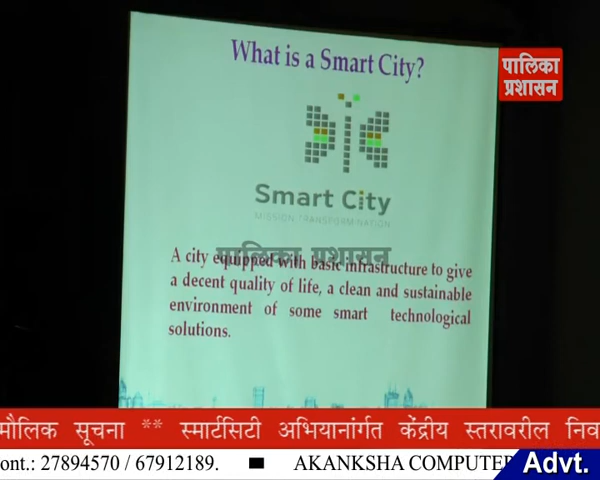 What is a Smart City?
पालिका
प्रशासन
Smart City
MISSION TRANSFORM-NATION
पालिका प्रशासन
A city equipped with basic infrastructure to give
a decent quality of life, a clean and sustainable
environment of some smart technological
solutions.
मौलिक सूचना ** स्मार्टसिटी अभियानांर्गत केंद्रीय स्तरावरील
ont.: 27894570 / 67912189. ■ AKANKSHA COMPUTE
Advt.